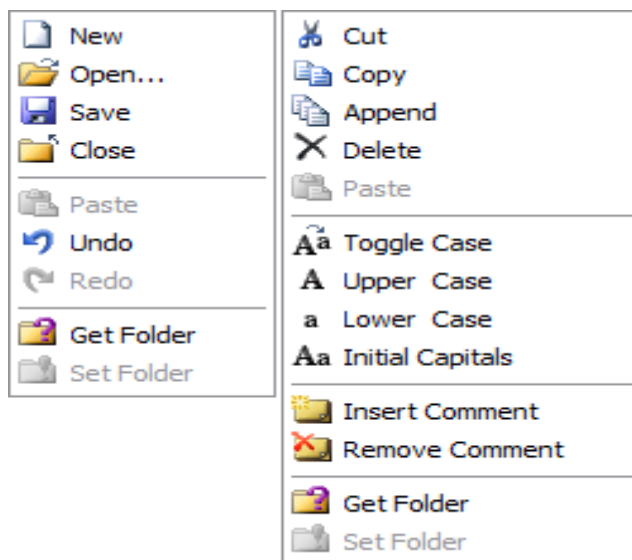 New
Open...
Save
Close
Paste
Undo
Redo
Get Folder
Set Folder
Cut
Copy
Append
Delete
Paste
Toggle Case
Upper  Case
Lower  Case
Initial Capitals
Insert Comment
Remove Comment
Get Folder
Set Folder